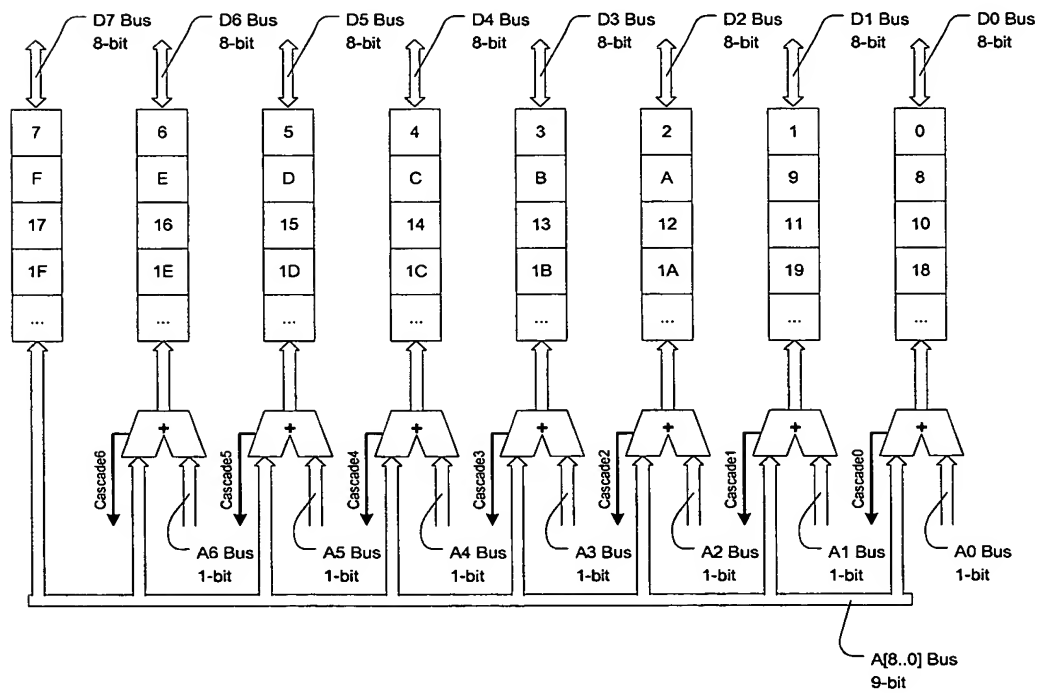 D7 Bus D6 Bus D5 Bus D4 Bus D3 Bus D2 Bus D1 Bus D0 Bus
8-bit 8-bit 8-bit 8-bit 8-bit 8-bit 8-bit 8-bit
7 6 5 4 3 2 1 0
F E D C B A 9 8
17 16 15 14 13 12 11 10
1F 1E 1D 1C 1B 1A 19 18
... ... ... ... ... ... ... ...
+ + + + + + +
Cascade6 Cascade5 Cascade4 Cascade3 Cascade2 Cascade1 Cascade0
A6 Bus A5 Bus A4 Bus A3 Bus A2 Bus A1 Bus A0 Bus
1-bit 1-bit 1-bit 1-bit 1-bit 1-bit 1-bit
A[8..0] Bus
9-bit